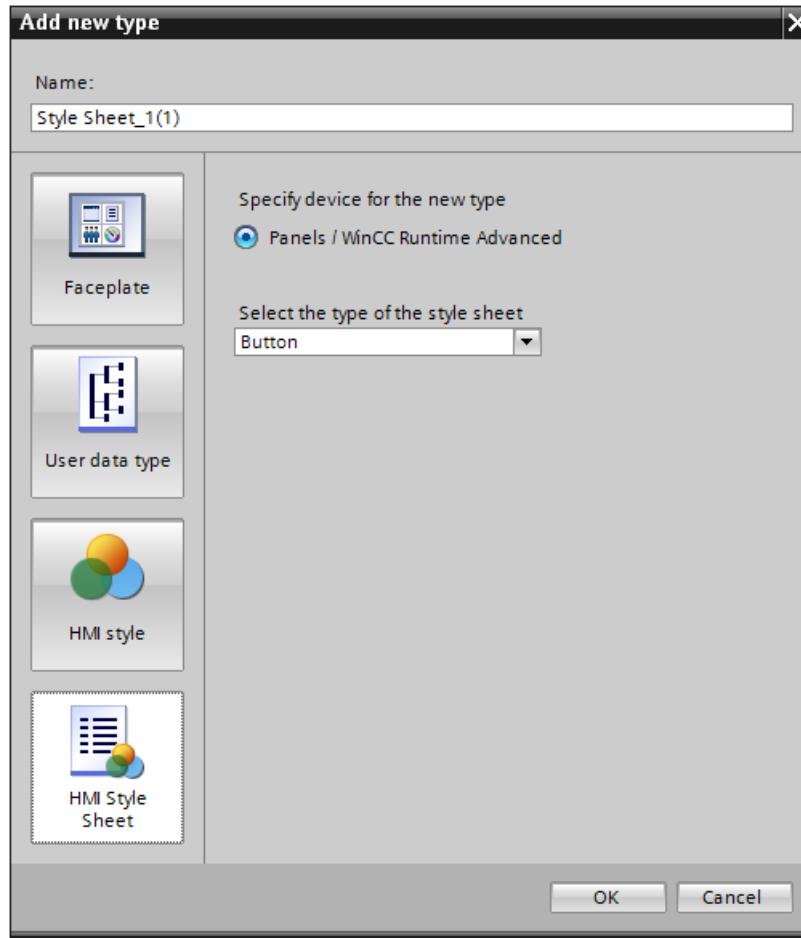 Add new type
Name:
Style Sheet_1(1)
Specify device for the new type
Panels / WinCC Runtime Advanced
Select the type of the style sheet
Button
Faceplate
User data type
HMI style
HMI Style
Sheet
OK
Cancel